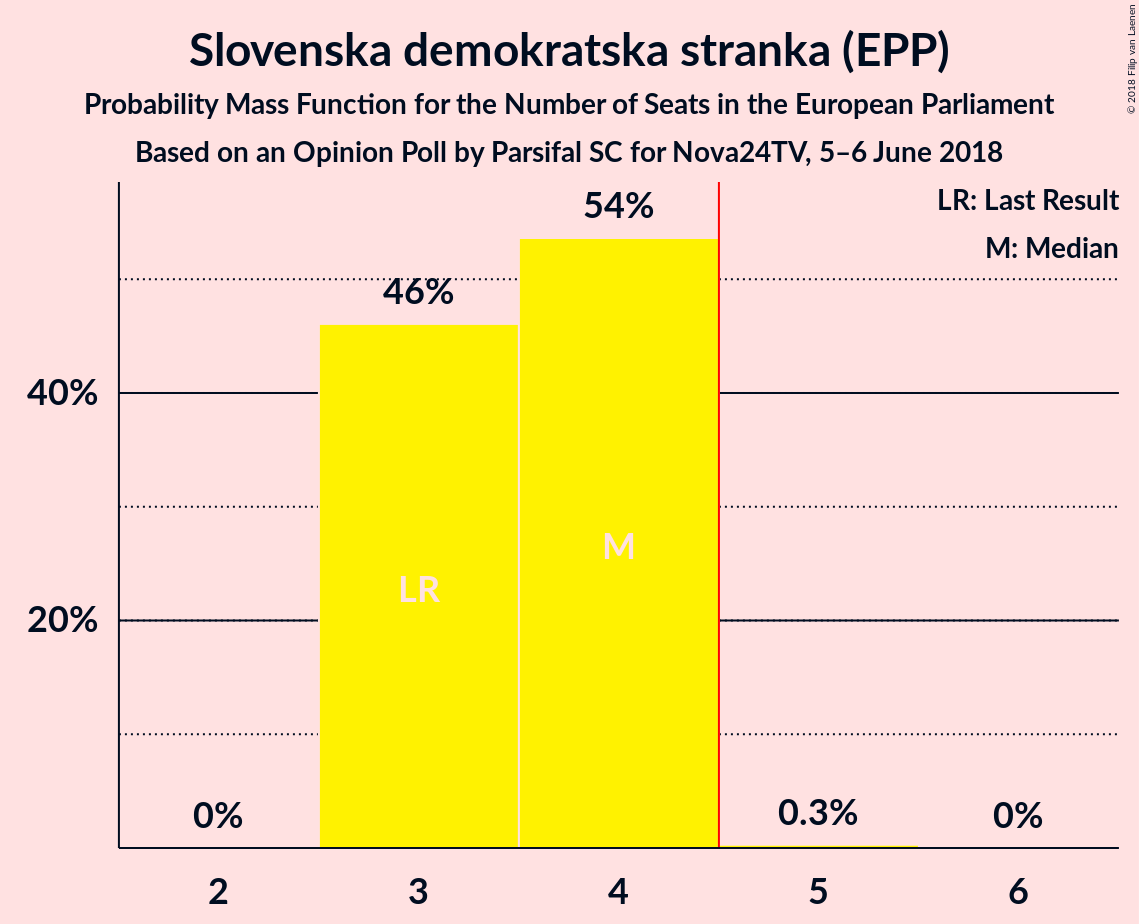 Slovenska demokratska stranka (EPP)
Probability Mass Function for the Number of Seats in the European Parliament
Based on an Opinion Poll by Parsifal SC for Nova24TV, 5–6 June 2018
© 2018 Filip van Laenen
LR: Last Result
M: Median
54%
46%
40%
20%
LR
M
0%
0.3%
0%
2
3
4
5
6